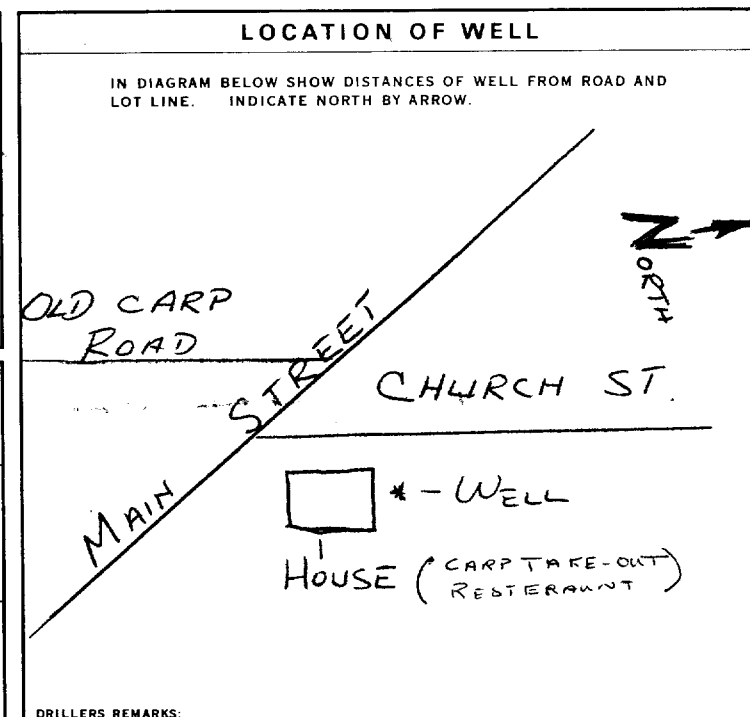 LOCATION OF WELL
IN DIAGRAM BELOW SHOW DISTANCES OF WELL FROM ROAD AND
LOT LINE. INDICATE NORTH BY ARROW.
N
ORTH
OLD CARP
ROAD
MAIN STREET
CHURCH ST.
* - WELL
HOUSE (CARP TAKE-OUT
RESTERAUNT)
DRILLERS REMARKS: